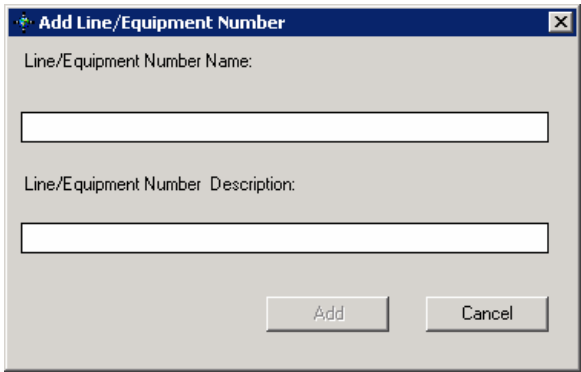 Add Line/Equipment Number
Line/Equipment Number Name:
Line/Equipment Number  Description:
Add
Cancel